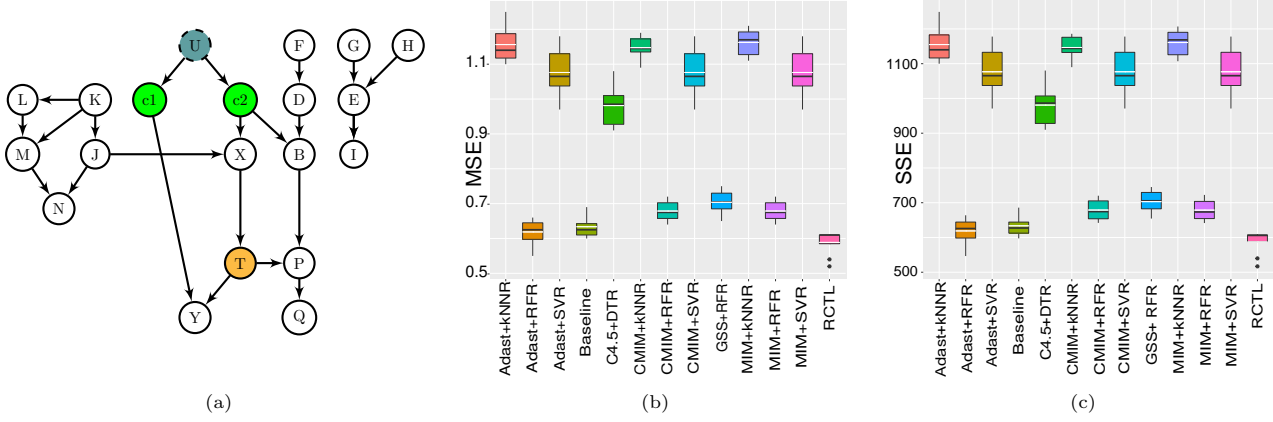 U
F
G
H
L
K
c1
c2
D
E
M
J
X
B
I
N
T
P
Y
Q
(a)
MSE
1.1
0.9
0.7
0.5
Adast+kNNR
Adast+RFR
Adast+SVR
Baseline
C4.5+DTR
CMIM+kNNR
CMIM+RFR
CMIM+SVR
GSS+RFR
MIM+kNNR
MIM+RFR
MIM+SVR
RCTL
(b)
SSE
1100
900
700
500
Adast+kNNR
Adast+RFR
Adast+SVR
Baseline
C4.5+DTR
CMIM+kNNR
CMIM+RFR
CMIM+SVR
GSS+ RFR
MIM+kNNR
MIM+RFR
MIM+SVR
RCTL
(c)